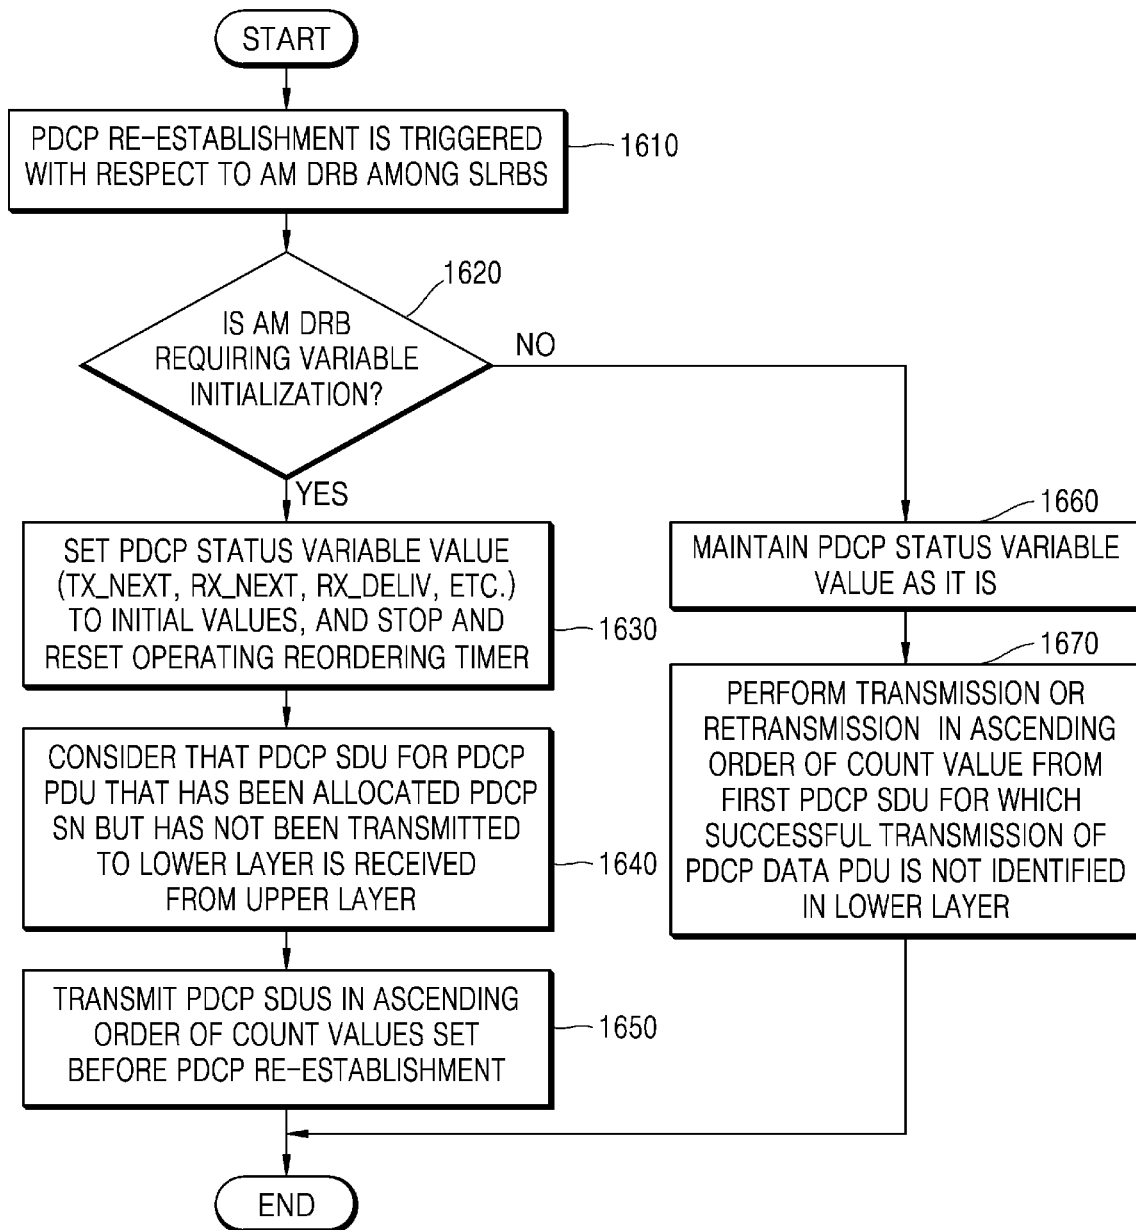 START
PDCP RE-ESTABLISHMENT IS TRIGGERED
WITH RESPECT TO AM DRB AMONG SLRBS
1610
IS AM DRB
REQUIRING VARIABLE
INITIALIZATION?
1620
NO
YES
SET PDCP STATUS VARIABLE VALUE
(TX_NEXT, RX_NEXT, RX_DELIV, ETC.)
TO INITIAL VALUES, AND STOP AND
RESET OPERATING REORDERING TIMER
1630
CONSIDER THAT PDCP SDU FOR PDCP
PDU THAT HAS BEEN ALLOCATED PDCP
SN BUT HAS NOT BEEN TRANSMITTED
TO LOWER LAYER IS RECEIVED
FROM UPPER LAYER
1640
TRANSMIT PDCP SDUS IN ASCENDING
ORDER OF COUNT VALUES SET
BEFORE PDCP RE-ESTABLISHMENT
1650
1660
MAINTAIN PDCP STATUS VARIABLE
VALUE AS IT IS
1670
PERFORM TRANSMISSION OR
RETRANSMISSION IN ASCENDING
ORDER OF COUNT VALUE FROM
FIRST PDCP SDU FOR WHICH
SUCCESSFUL TRANSMISSION OF
PDCP DATA PDU IS NOT IDENTIFIED
IN LOWER LAYER
END